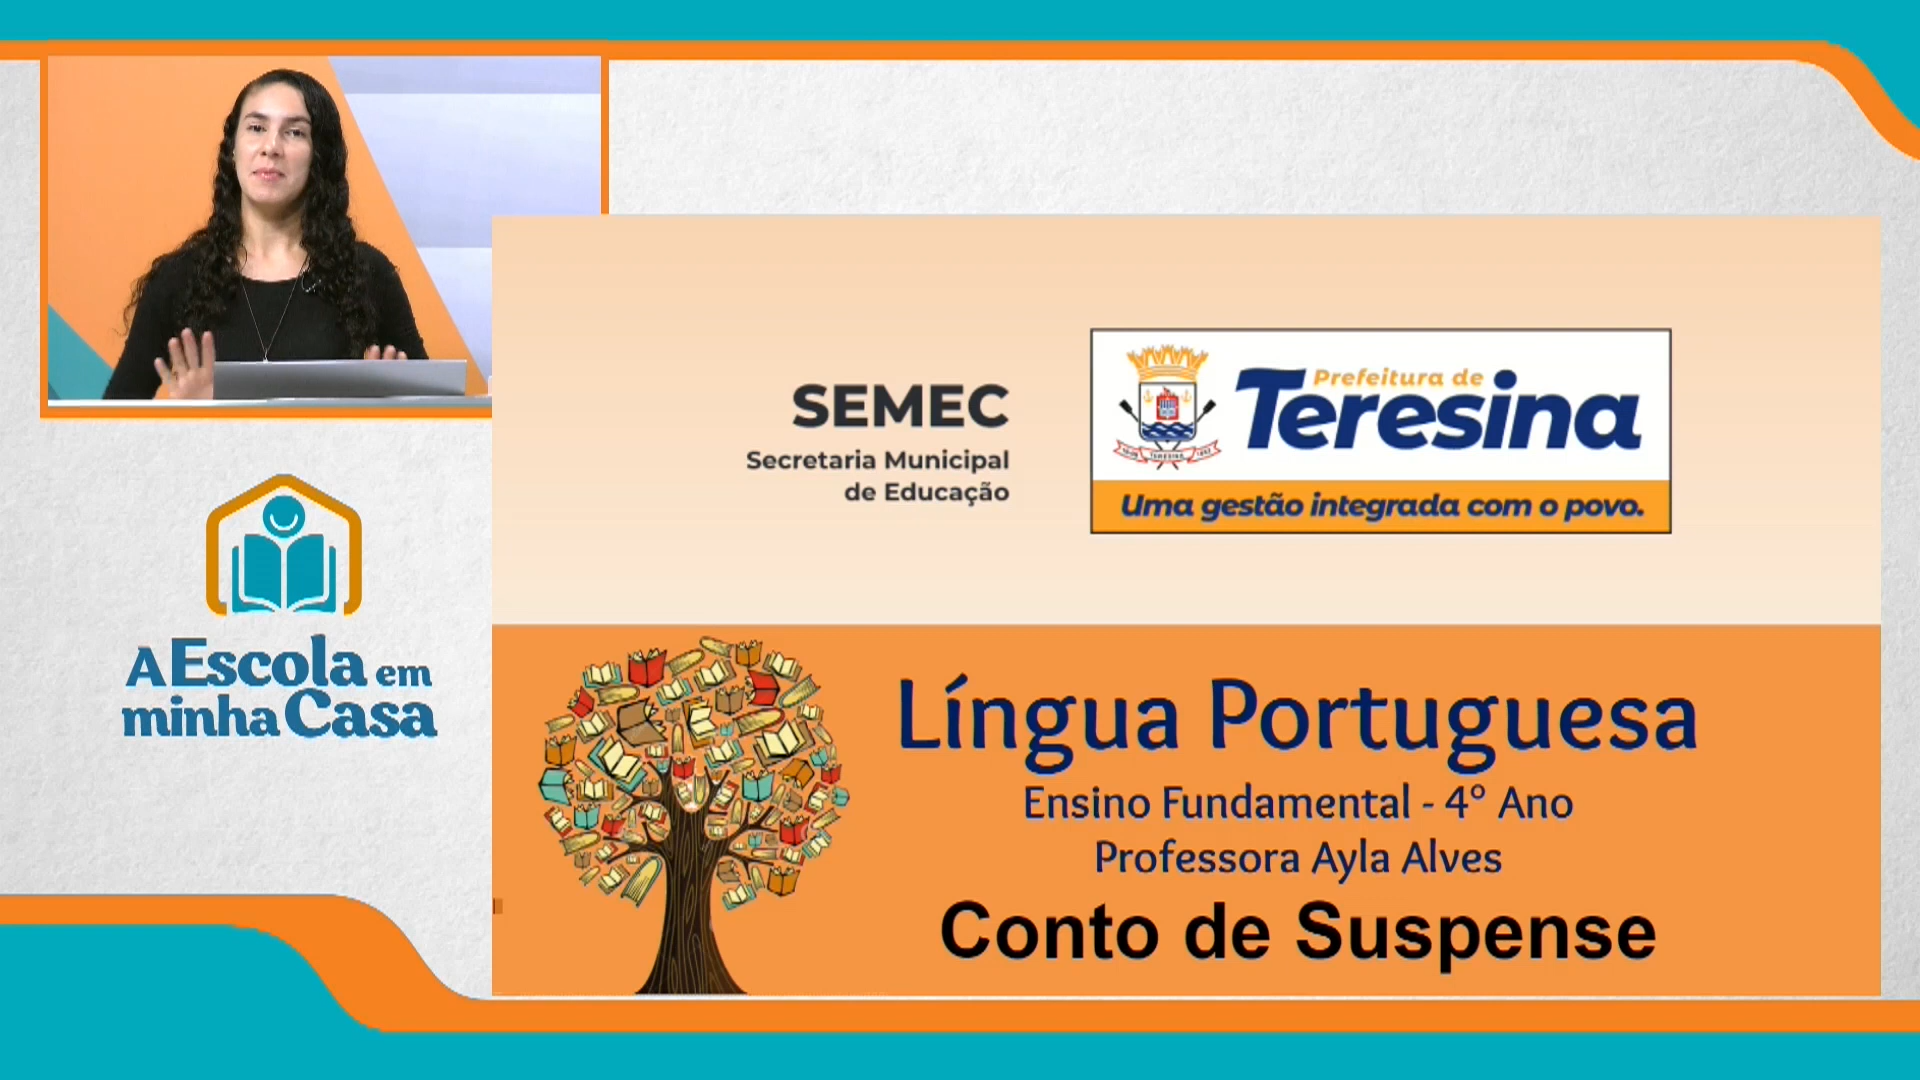 SEMEC
Secretaria Municipal
de Educação
Prefeitura de
Teresina
Uma gestão integrada com o povo.
A Escola em
minha Casa
Língua Portuguesa
Ensino Fundamental - 4º Ano
Professora Ayla Alves
Conto de Suspense